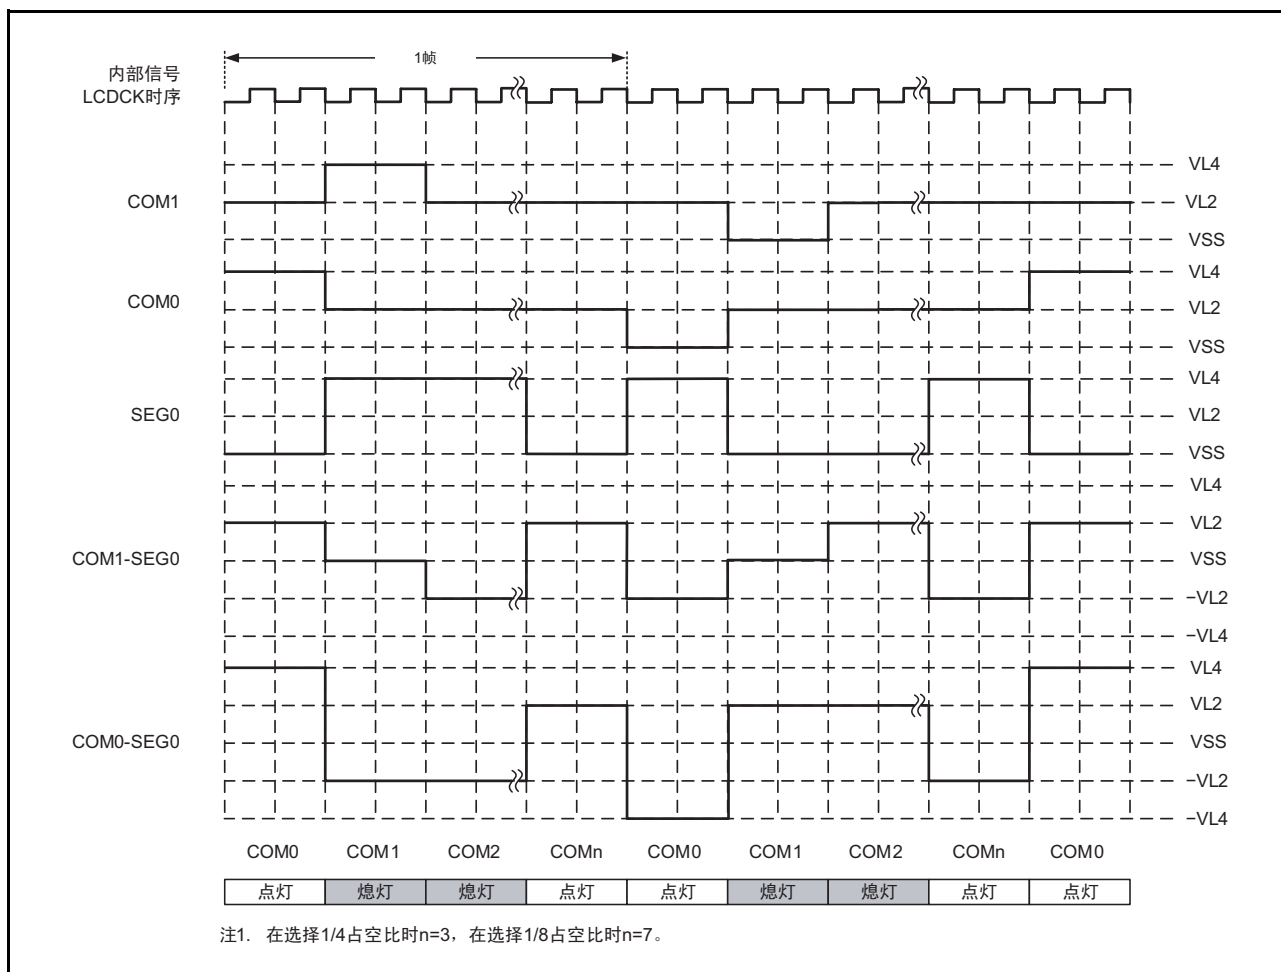 1帧
内部信号
LCDCK时序
VL4
COM1
VL2
VSS
VL4
COM0
VL2
VSS
VL4
SEG0
VL2
VSS
VL4
VL2
COM1-SEG0
VSS
−VL2
−VL4
VL4
VL2
COM0-SEG0
VSS
−VL2
−VL4
COM0 COM1 COM2 COMn COM0 COM1 COM2 COMn COM0
点灯 熄灯 熄灯 点灯 点灯 熄灯 熄灯 点灯 点灯
注1. 在选择1/4占空比时n=3，在选择1/8占空比时n=7。